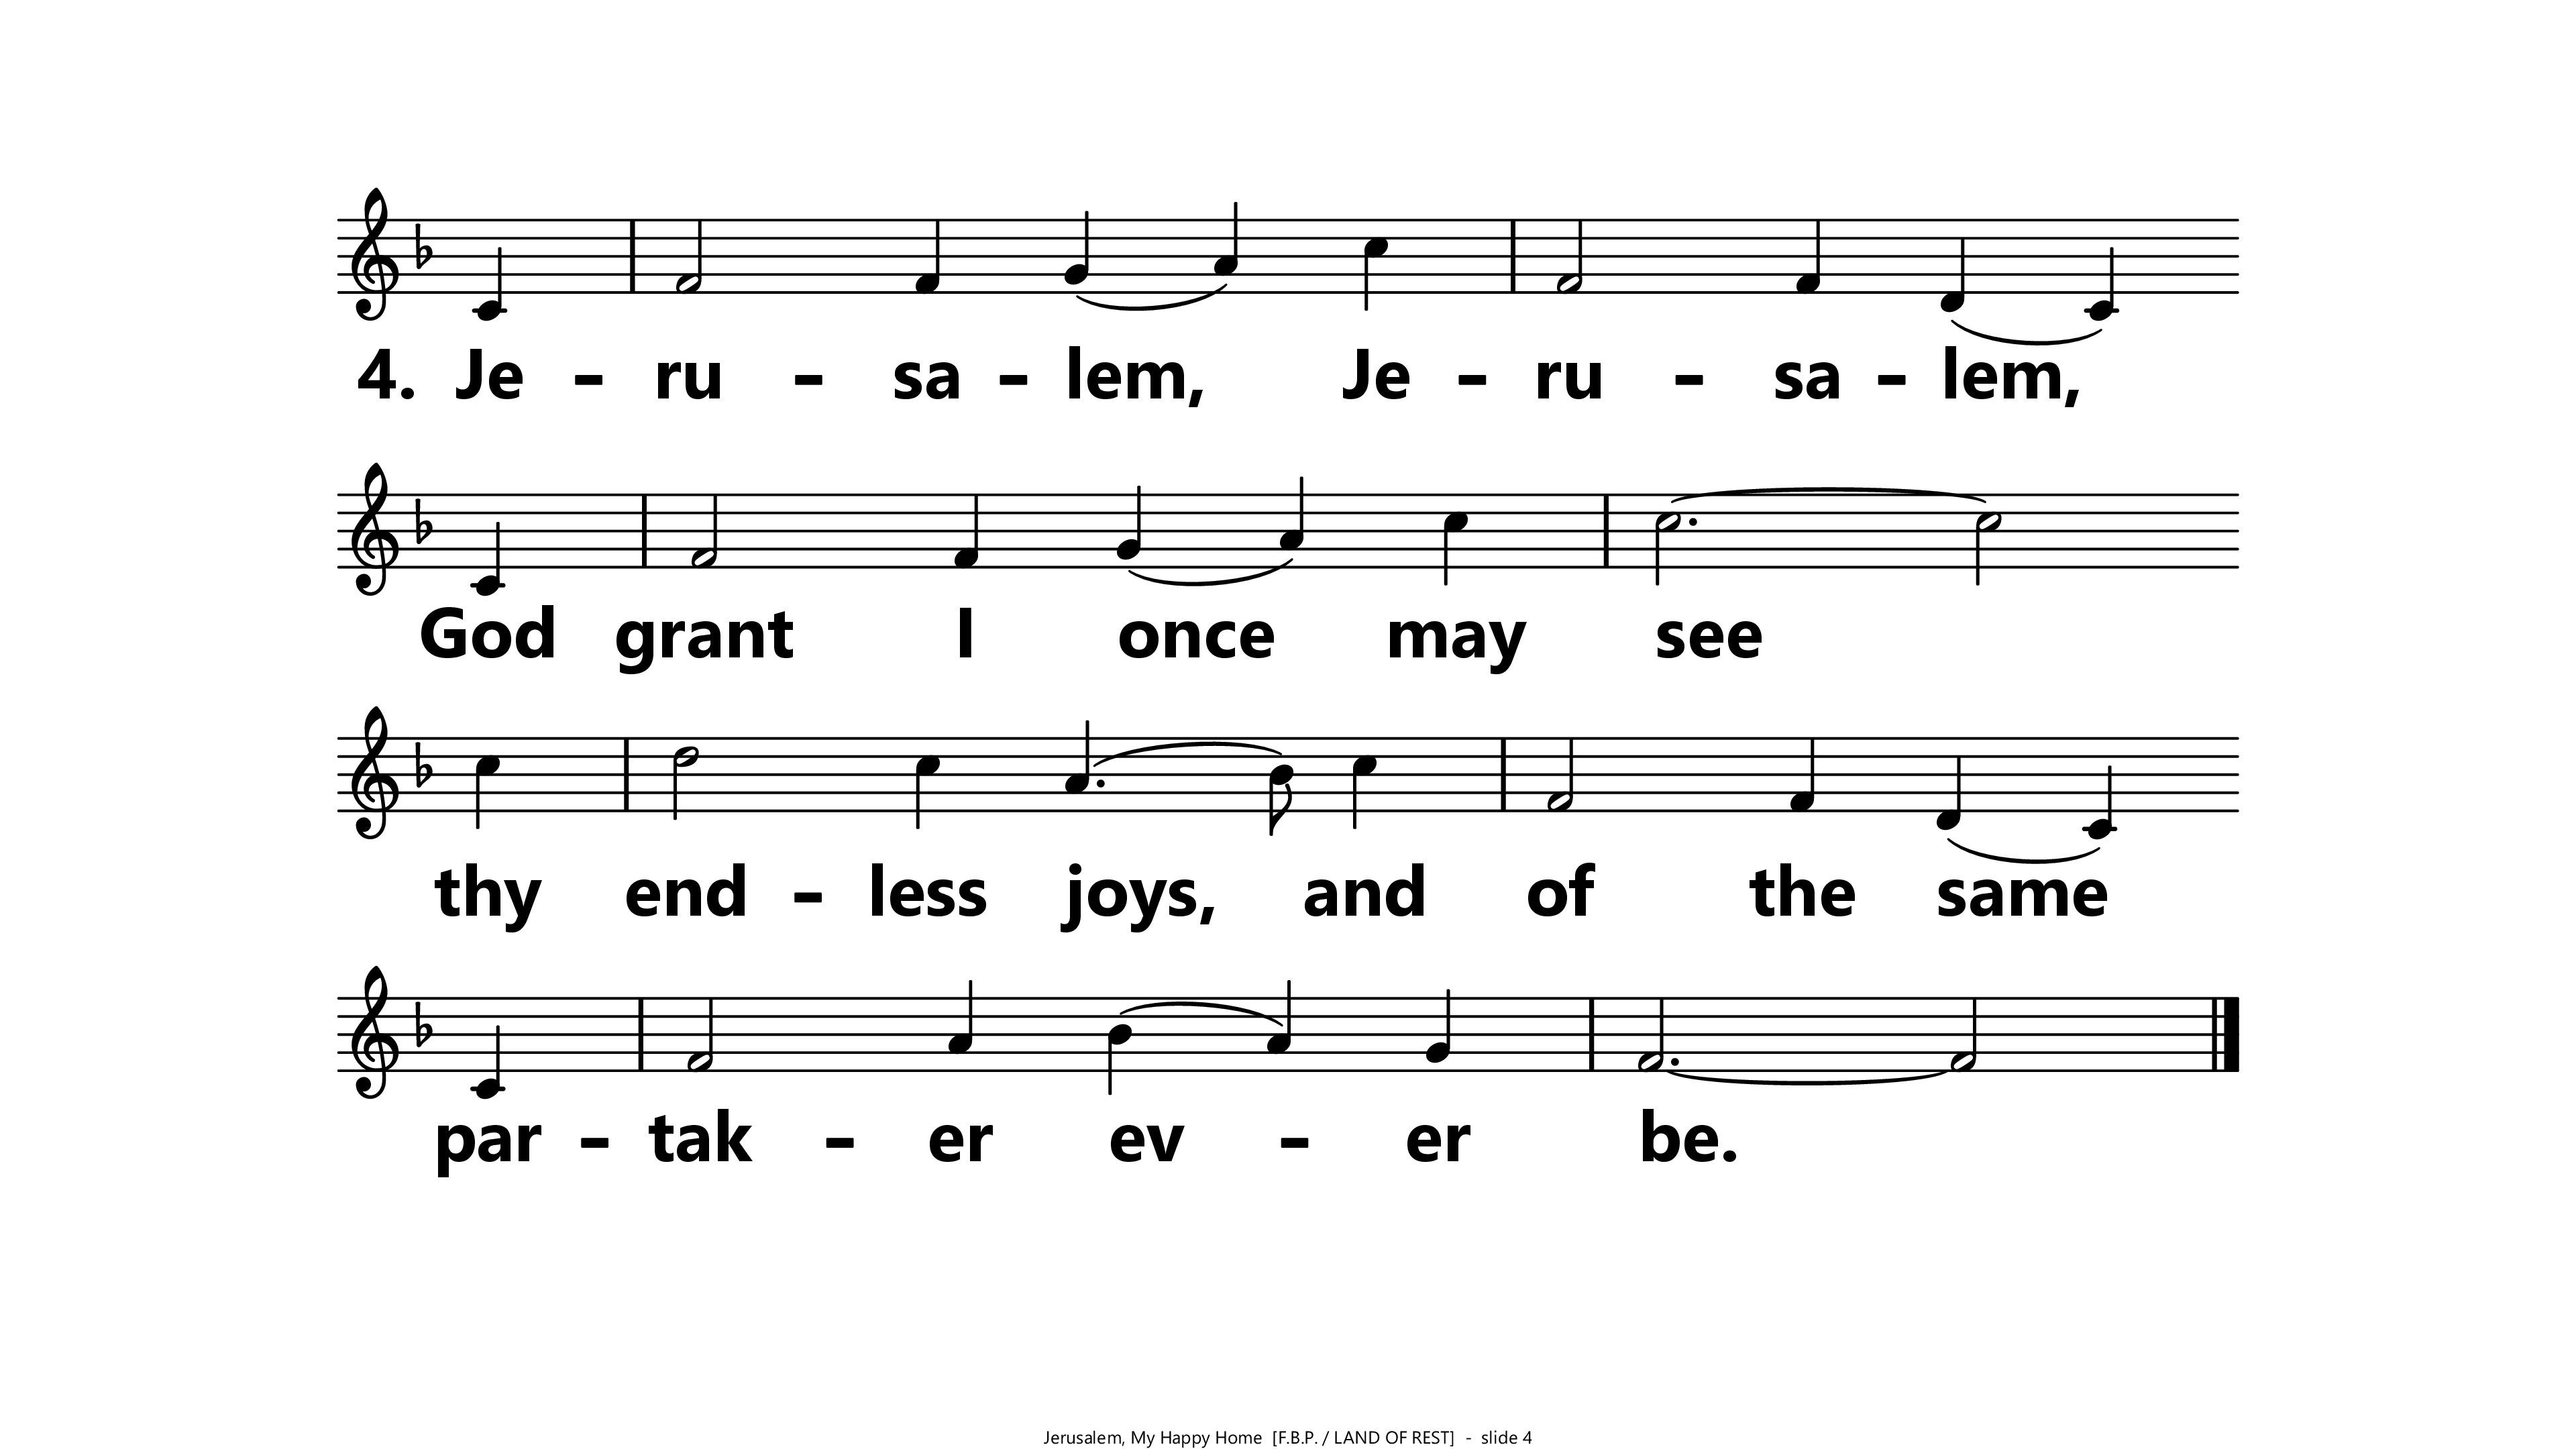 4. Je - ru - sa - lem, Je - ru - sa - lem,
God grant I once may see
thy end - less joys, and of the same
par - tak - er ev - er be.
Jerusalem, My Happy Home [F.B.P. / LAND OF REST] - slide 4